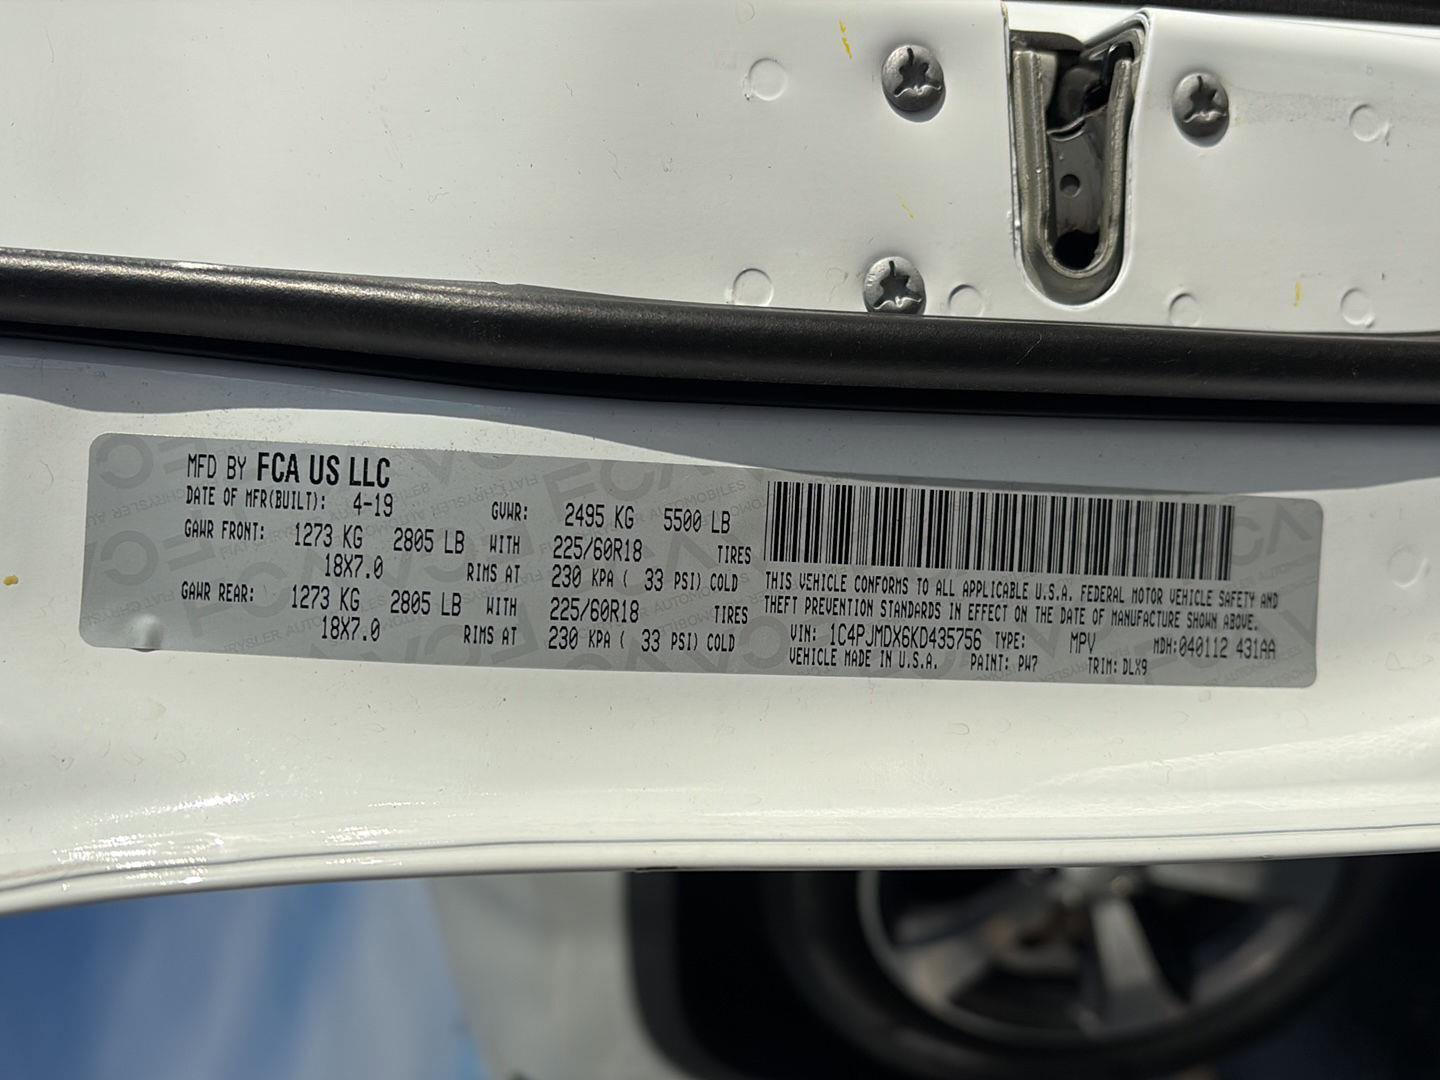 MFD BY FCA US LLC
DATE OF MFR(BUILT): 4-19 GVWR: 2495 KG 5500 LB
GAWR FRONT: 1273 KG 2805 LB WITH 225/60R18 TIRES
18X7.0 RIMS AT 230 KPA ( 33 PSI) COLD
GAWR REAR: 1273 KG 2805 LB WITH 225/60R18 TIRES
18X7.0 RIMS AT 230 KPA ( 33 PSI) COLD
THIS VEHICLE CONFORMS TO ALL APPLICABLE U.S.A. FEDERAL MOTOR VEHICLE SAFETY AND
THEFT PREVENTION STANDARDS IN EFFECT ON THE DATE OF MANUFACTURE SHOWN ABOVE.
VIN: 1C4PJMDX6KD435756 TYPE: MPV MDH:040112 431AA
VEHICLE MADE IN U.S.A. PAINT: PW7 TRIM: DLX9